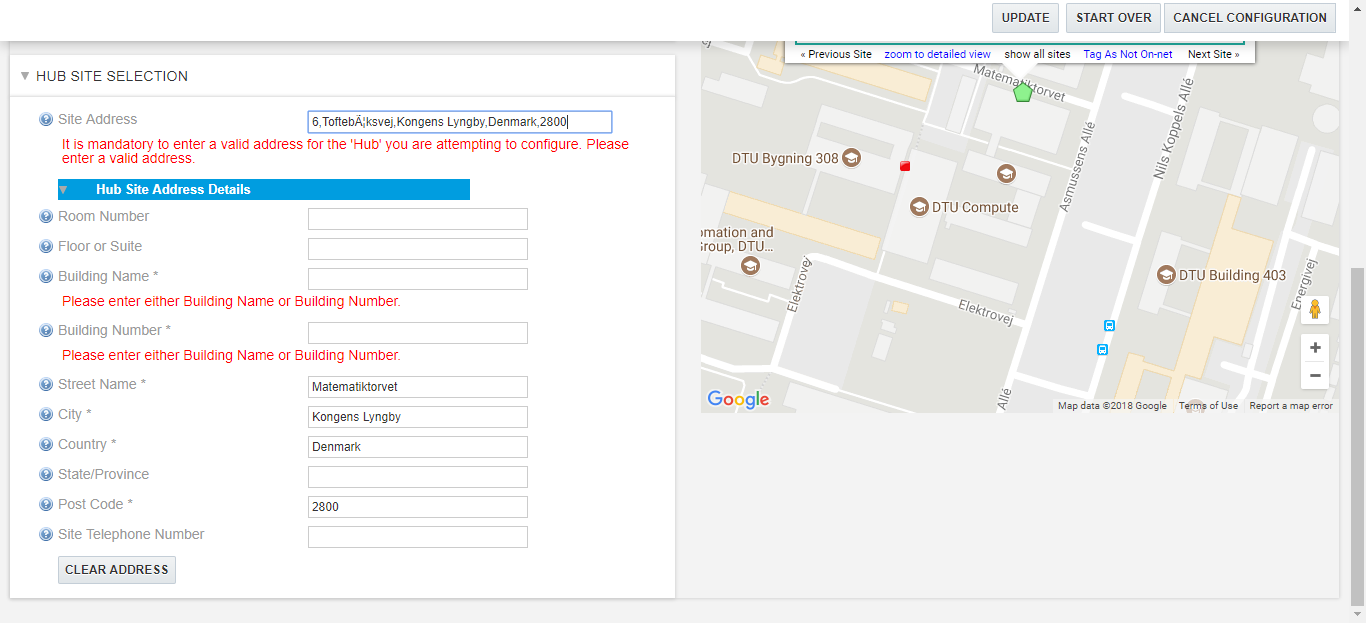 UPDATE
START OVER
CANCEL CONFIGURATION
« Previous Site
zoom to detailed view
show all sites
Tag As Not On-net
Next Site »
HUB SITE SELECTION
Site Address
6,ToftebÃ¦ksvej,Kongens Lyngby,Denmark,2800
It is mandatory to enter a valid address for the 'Hub' you are attempting to configure. Please
enter a valid address.
Hub Site Address Details
Room Number
Floor or Suite
Building Name *
Please enter either Building Name or Building Number.
Building Number *
Please enter either Building Name or Building Number.
Street Name *
Matematiktorvet
City *
Kongens Lyngby
Country *
Denmark
State/Province
Post Code *
2800
Site Telephone Number
CLEAR ADDRESS
Matematiktorvet
DTU Bygning 308
DTU Compute
Asmussens Allé
Nils Koppels Allé
omation and
Group, DTU...
DTU Building 403
Elektrovej
Elektrovej
Energivej
Allé
+
−
Google
Map data ©2018 Google
Terms of Use
Report a map error